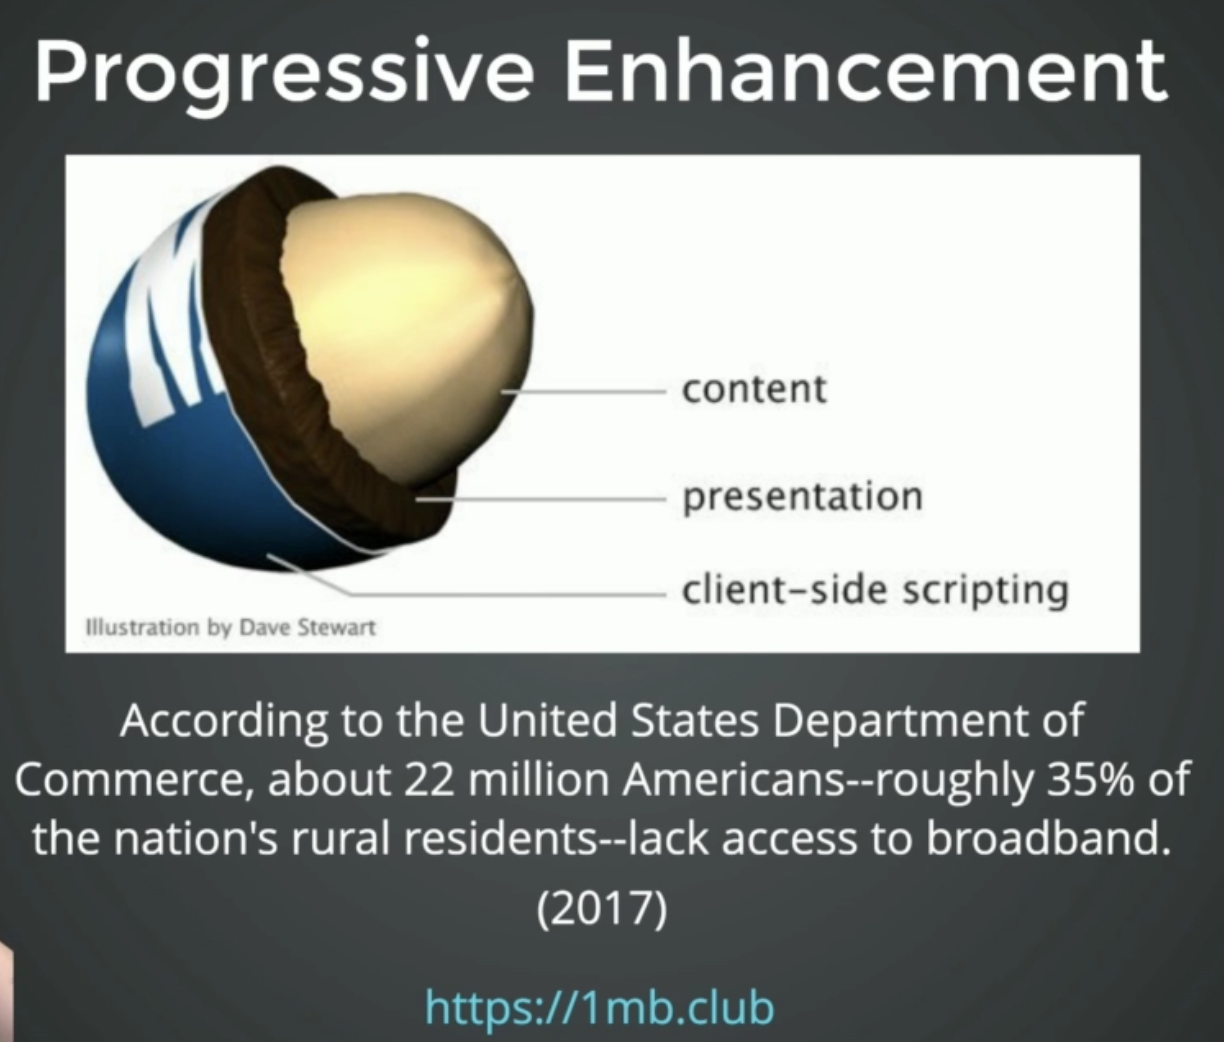 Progressive Enhancement
content
presentation
client-side scripting
Illustration by Dave Stewart
According to the United States Department of
Commerce, about 22 million Americans--roughly 35% of
the nation's rural residents--lack access to broadband.
(2017)
https://1mb.club